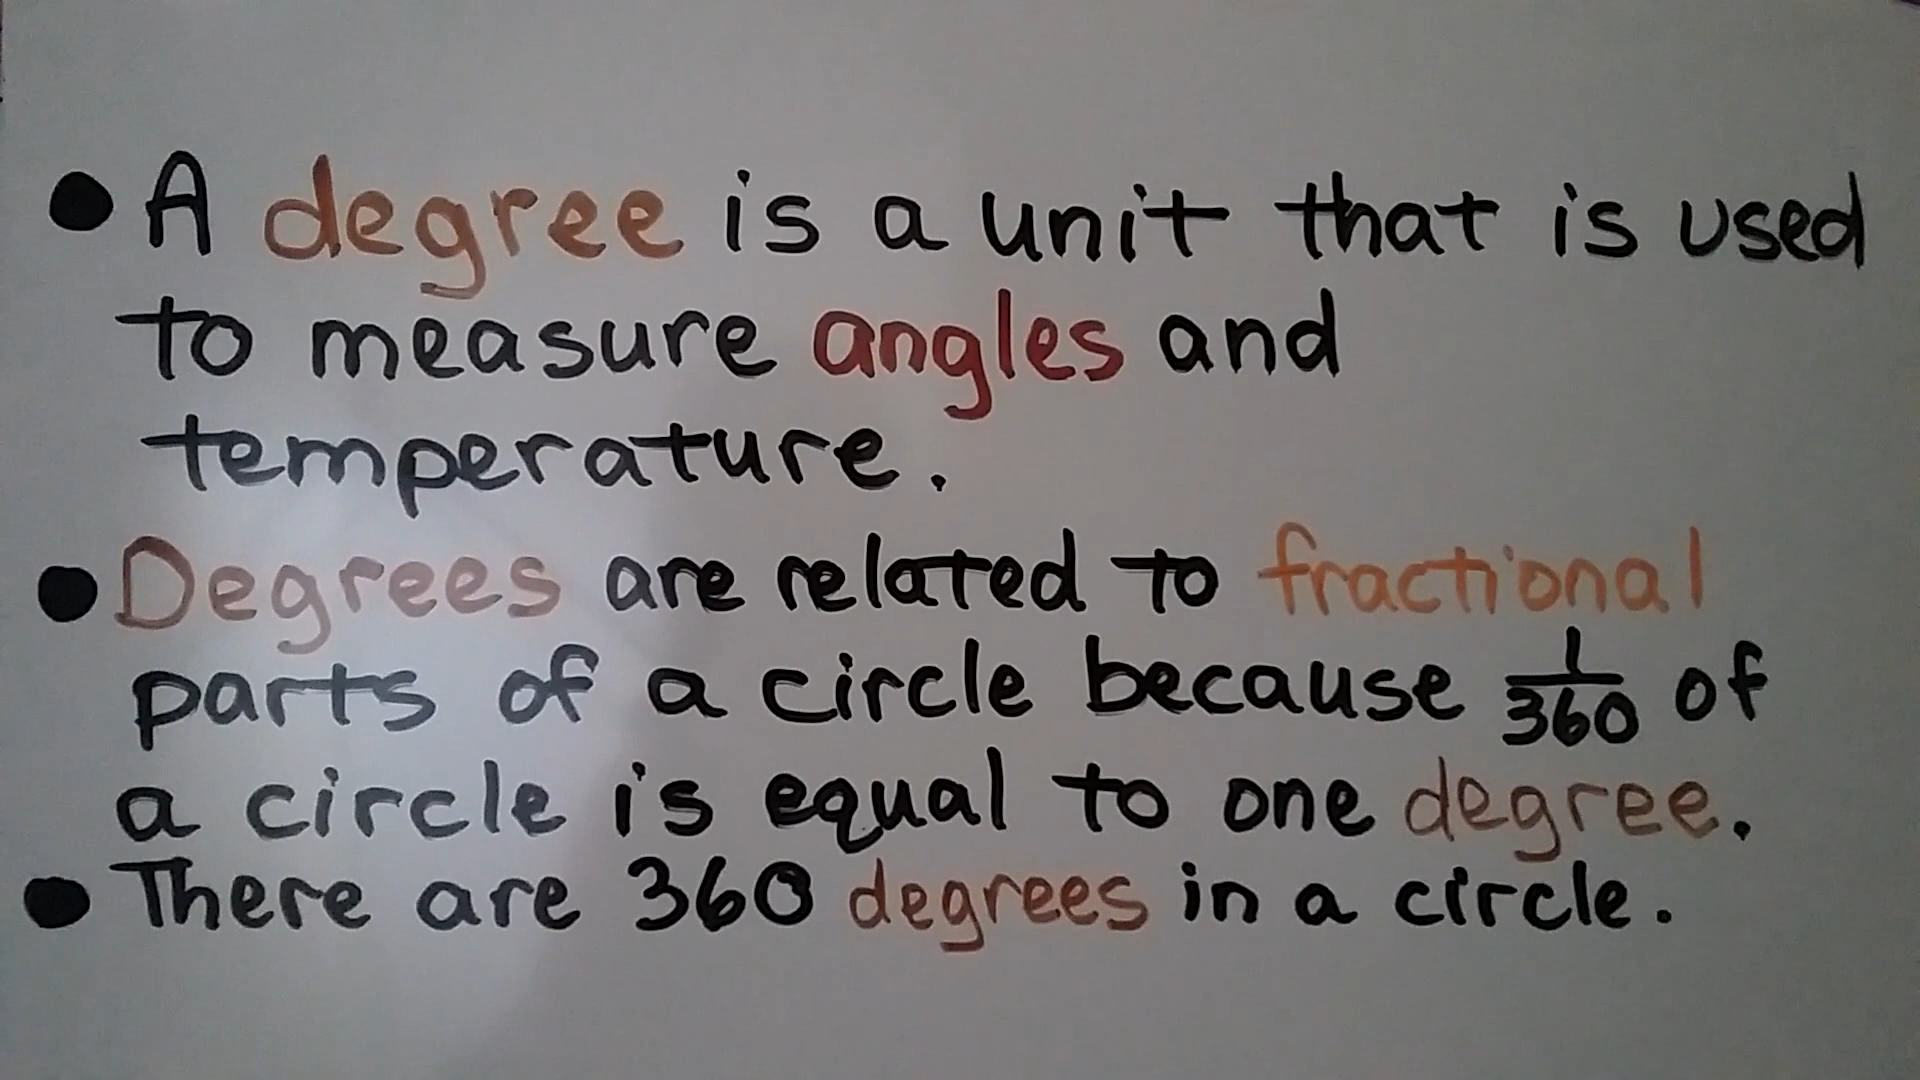 ● A degree is a unit that is used
to measure angles and
temperature.
● Degrees are related to fractional
parts of a circle because 1/360 of
a circle is equal to one degree.
● There are 360 degrees in a circle.